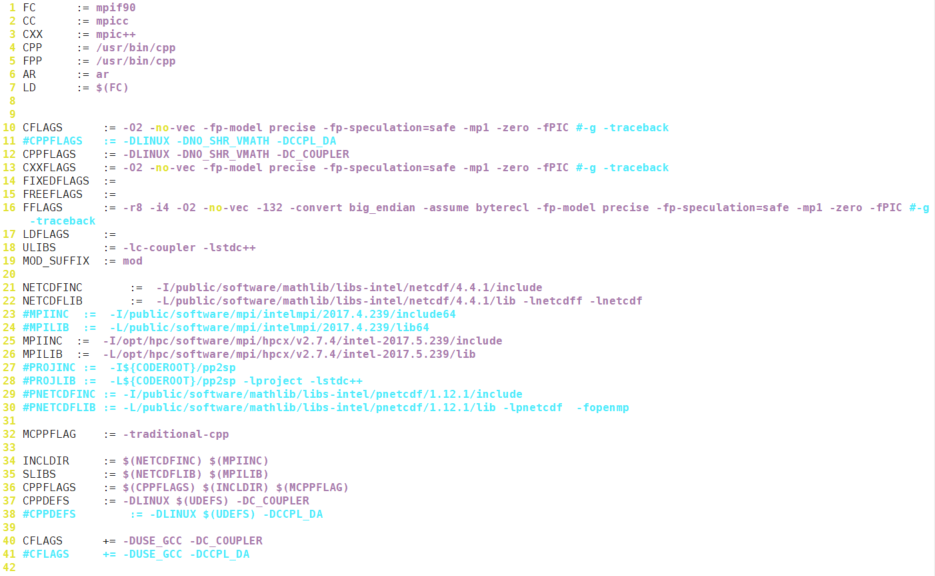 1 FC      := mpif90
2 CC      := mpicc
3 CXX     := mpic++
4 CPP     := /usr/bin/cpp
5 FPP     := /usr/bin/cpp
6 AR      := ar
7 LD      := $(FC)
8
9
10 CFLAGS      := -O2 -no-vec -fp-model precise -fp-speculation=safe -mp1 -zero -fPIC #-g -traceback
11 #CPPFLAGS   := -DLINUX -DNO_SHR_VMATH -DCCPL_DA
12 CPPFLAGS    := -DLINUX -DNO_SHR_VMATH -DC_COUPLER
13 CXXFLAGS    := -O2 -no-vec -fp-model precise -fp-speculation=safe -mp1 -zero -fPIC #-g -traceback
14 FIXEDFLAGS  :=
15 FREEFLAGS   :=
16 FFLAGS      := -r8 -i4 -O2 -no-vec -132 -convert big_endian -assume byterecl -fp-model precise -fp-speculation=safe -mp1 -zero -fPIC #-g
-traceback
17 LDFLAGS     :=
18 ULIBS       := -lc-coupler -lstdc++
19 MOD_SUFFIX  := mod
20
21 NETCDFINC       :=  -I/public/software/mathlib/libs-intel/netcdf/4.4.1/include
22 NETCDFLIB       :=  -L/public/software/mathlib/libs-intel/netcdf/4.4.1/lib -lnetcdff -lnetcdf
23 #MPIINC  :=  -I/public/software/mpi/intelmpi/2017.4.239/include64
24 #MPILIB  :=  -L/public/software/mpi/intelmpi/2017.4.239/lib64
25 MPIINC  :=  -I/opt/hpc/software/mpi/hpcx/v2.7.4/intel-2017.5.239/include
26 MPILIB  :=  -L/opt/hpc/software/mpi/hpcx/v2.7.4/intel-2017.5.239/lib
27 #PROJINC :=  -I${CODEROOT}/pp2sp
28 #PROJLIB :=  -L${CODEROOT}/pp2sp -lproject -lstdc++
29 #PNETCDFINC := -I/public/software/mathlib/libs-intel/pnetcdf/1.12.1/include
30 #PNETCDFLIB := -L/public/software/mathlib/libs-intel/pnetcdf/1.12.1/lib -lpnetcdf  -fopenmp
31
32 MCPPFLAG    := -traditional-cpp
33
34 INCLDIR     := $(NETCDFINC) $(MPIINC)
35 SLIBS       := $(NETCDFLIB) $(MPILIB)
36 CPPFLAGS    := $(CPPFLAGS) $(INCLDIR) $(MCPPFLAG)
37 CPPDEFS     := -DLINUX $(UDEFS) -DC_COUPLER
38 #CPPDEFS        := -DLINUX $(UDEFS) -DCCPL_DA
39
40 CFLAGS      += -DUSE_GCC -DC_COUPLER
41 #CFLAGS     += -DUSE_GCC -DCCPL_DA
42